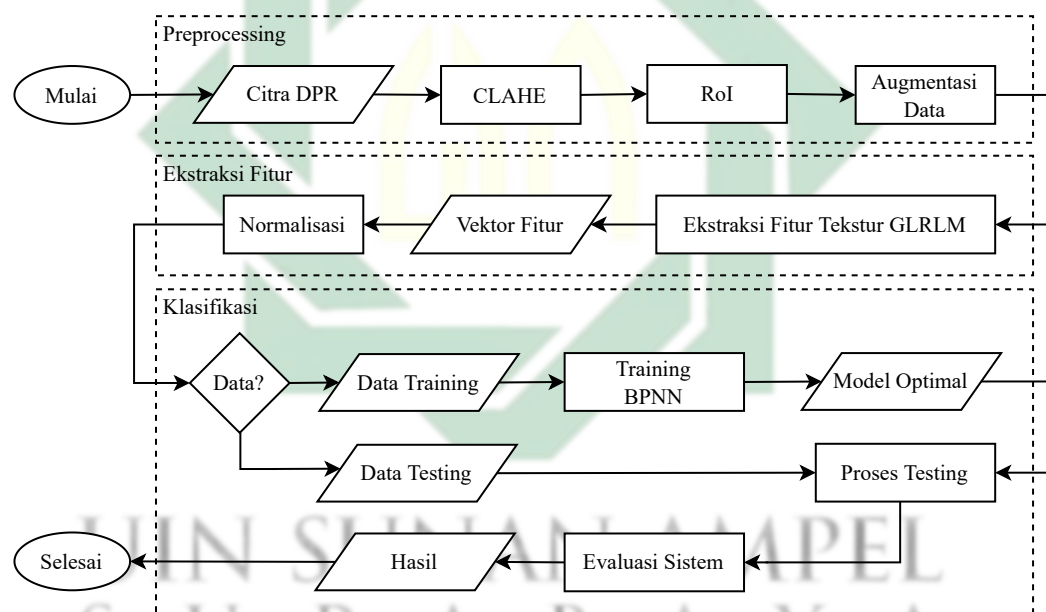 Preprocessing
Mulai
Citra DPR
CLAHE
RoI
Augmentasi
Data
Ekstraksi Fitur
Normalisasi
Vektor Fitur
Ekstraksi Fitur Tekstur GLRLM
Klasifikasi
Data?
Data Training
Training
BPNN
Model Optimal
Data Testing
Proses Testing
Selesai
Hasil
Evaluasi Sistem
UIN SUNAN AMPEL
S U R A B A Y A